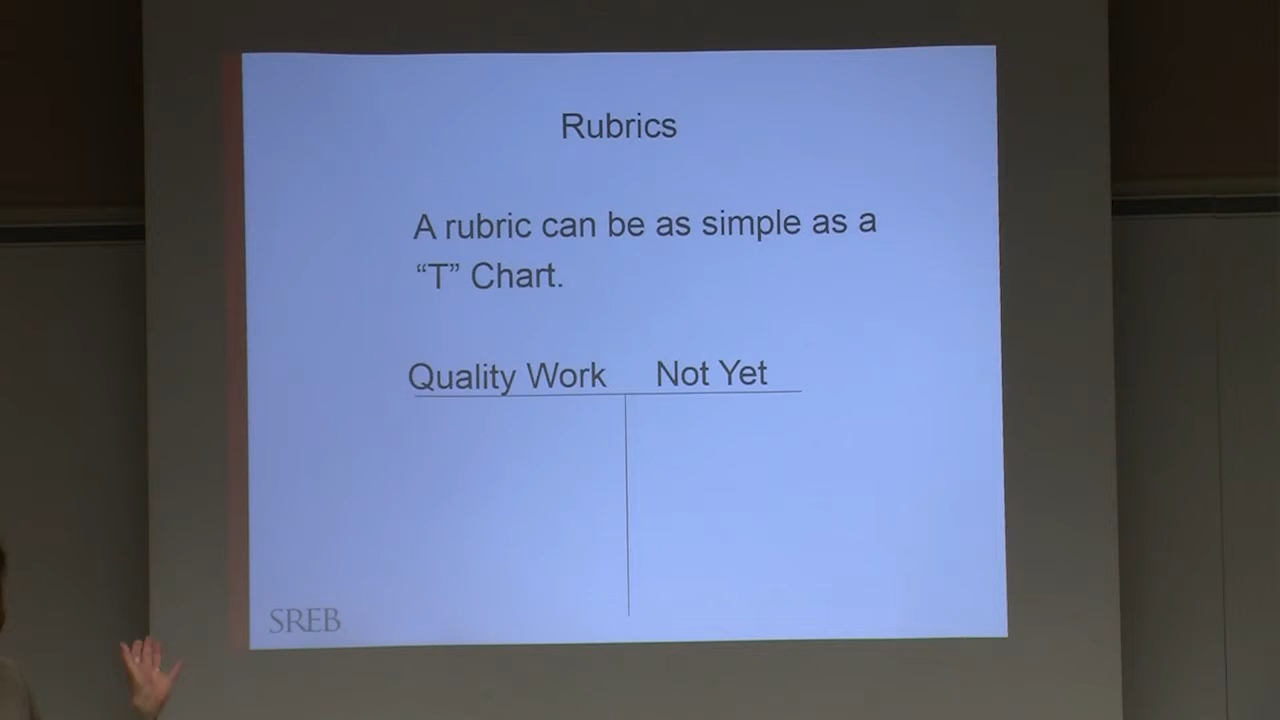 Rubrics
A rubric can be as simple as a
“T” Chart.
Quality Work Not Yet
SREB